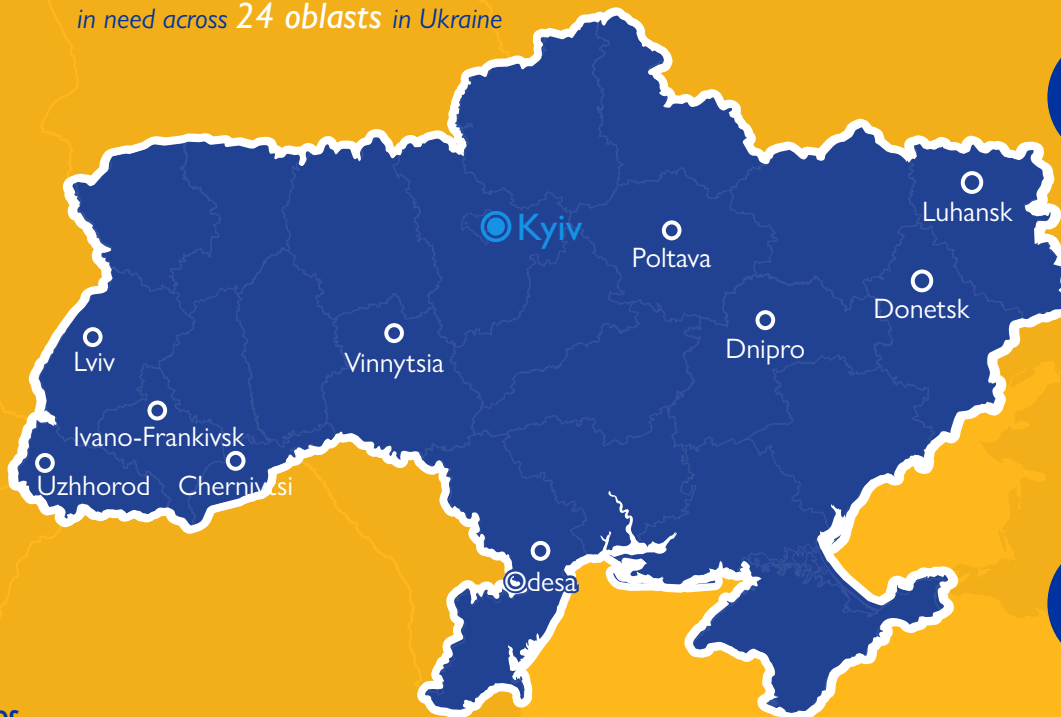 in need across 24 oblasts in Ukraine
Luhansk
Kyiv
Poltava
Donetsk
Dnipro
Lviv
Vinnytsia
Ivano-Frankivsk
Uzhhorod
Chernivtsi
Odesa